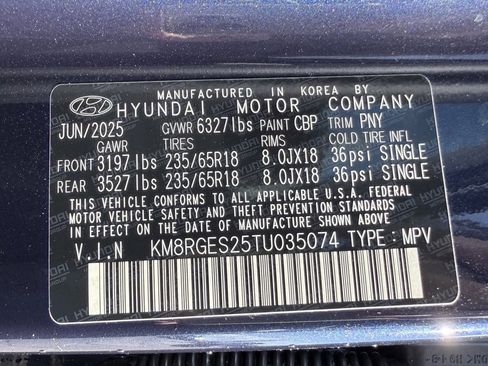 MANUFACTURED IN KOREA BY
HYUNDAI MOTOR COMPANY
JUN/2025 GVWR 6327lbs PAINT CBP TRIM PNY
GAWR TIRES RIMS COLD TIRE INFL
FRONT 3197lbs 235/65R18 8.0JX18 36psi SINGLE
REAR 3527lbs 235/65R18 8.0JX18 36psi SINGLE
THIS VEHICLE CONFORMS TO ALL APPLICABLE U.S.A. FEDERAL
MOTOR VEHICLE SAFETY AND THEFT PREVENTION STANDARDS
IN EFFECT ON THE DATE OF MANUFACTURE SHOWN ABOVE.
V I N KM8RGES25TU035074 TYPE : MPV